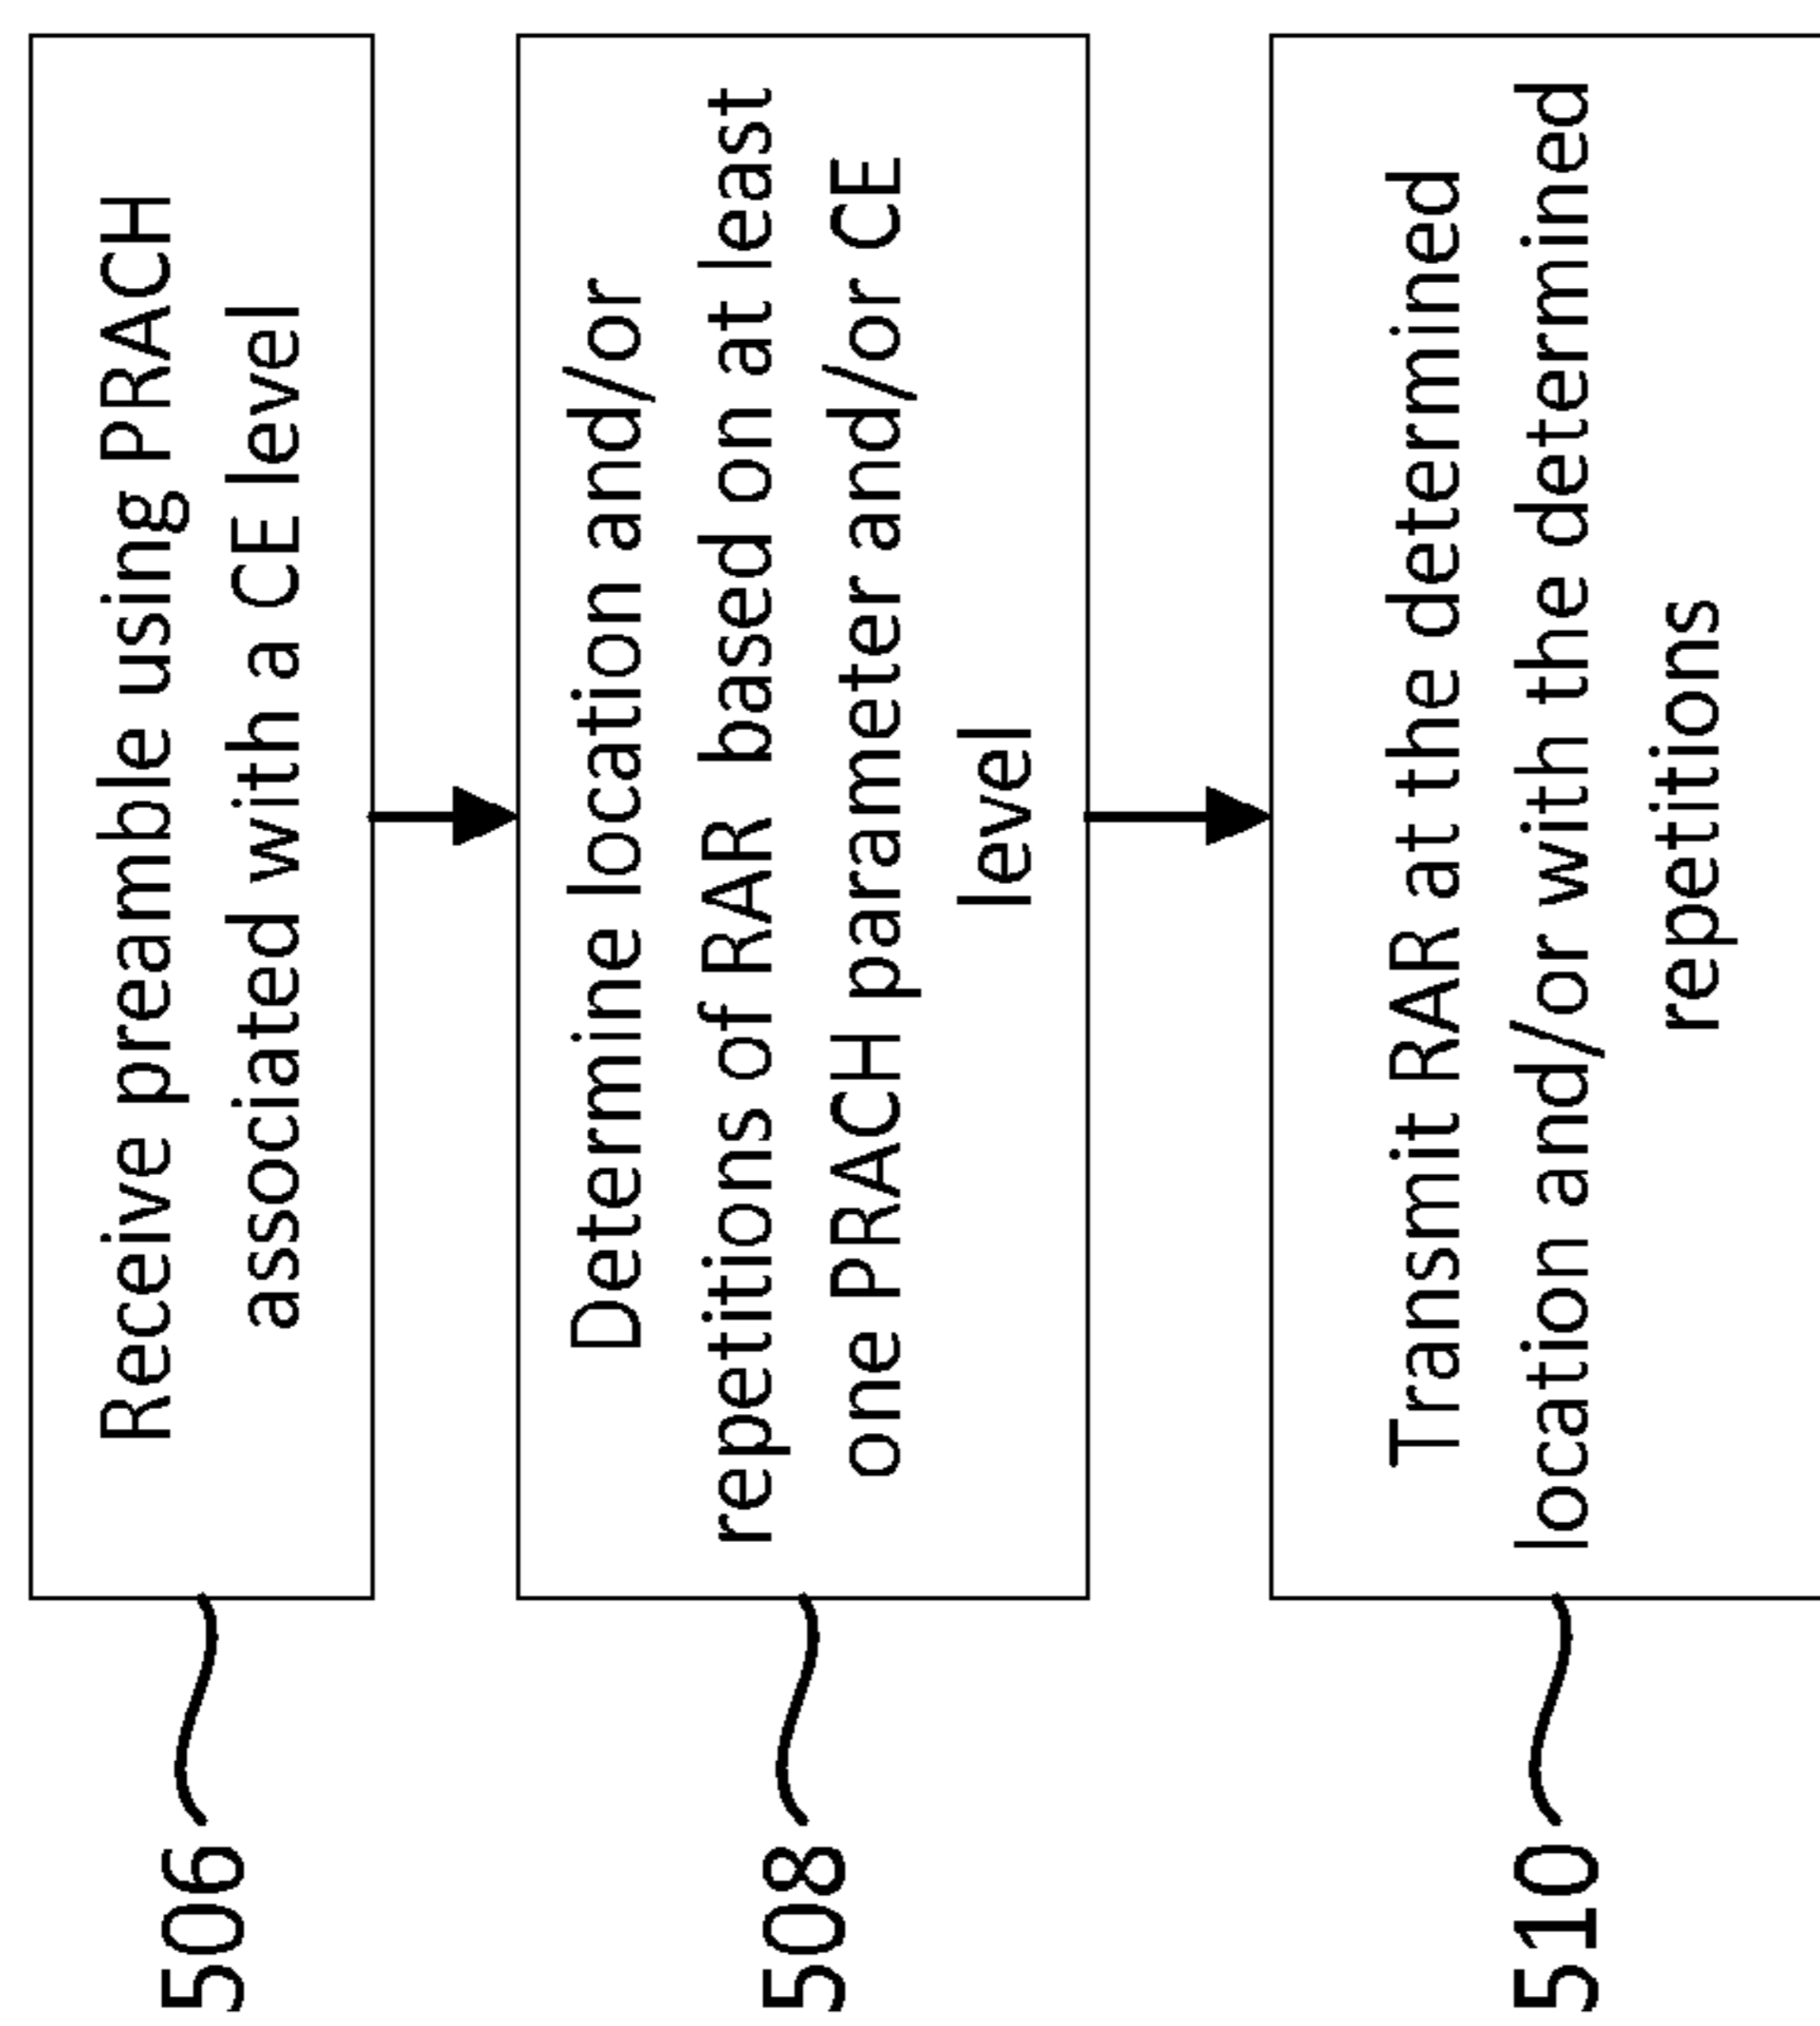 506
Receive preamble using PRACH
associated with a CE level
508
Determine location and/or
repetitions of RAR based on at least
one PRACH parameter and/or CE
level
510
Transmit RAR at the determined
location and/or with the determined
repetitions